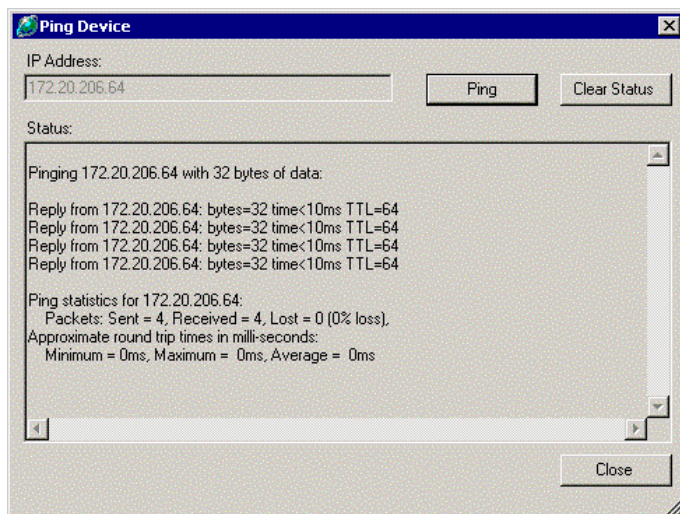 Ping Device
IP Address:
172.20.206.64
Ping
Clear Status
Status:
Pinging 172.20.206.64 with 32 bytes of data:
Reply from 172.20.206.64: bytes=32 time<10ms TTL=64
Reply from 172.20.206.64: bytes=32 time<10ms TTL=64
Reply from 172.20.206.64: bytes=32 time<10ms TTL=64
Reply from 172.20.206.64: bytes=32 time<10ms TTL=64
Ping statistics for 172.20.206.64:
Packets: Sent = 4, Received = 4, Lost = 0 (0% loss),
Approximate round trip times in milli-seconds:
Minimum = 0ms, Maximum =  0ms, Average =  0ms
Close